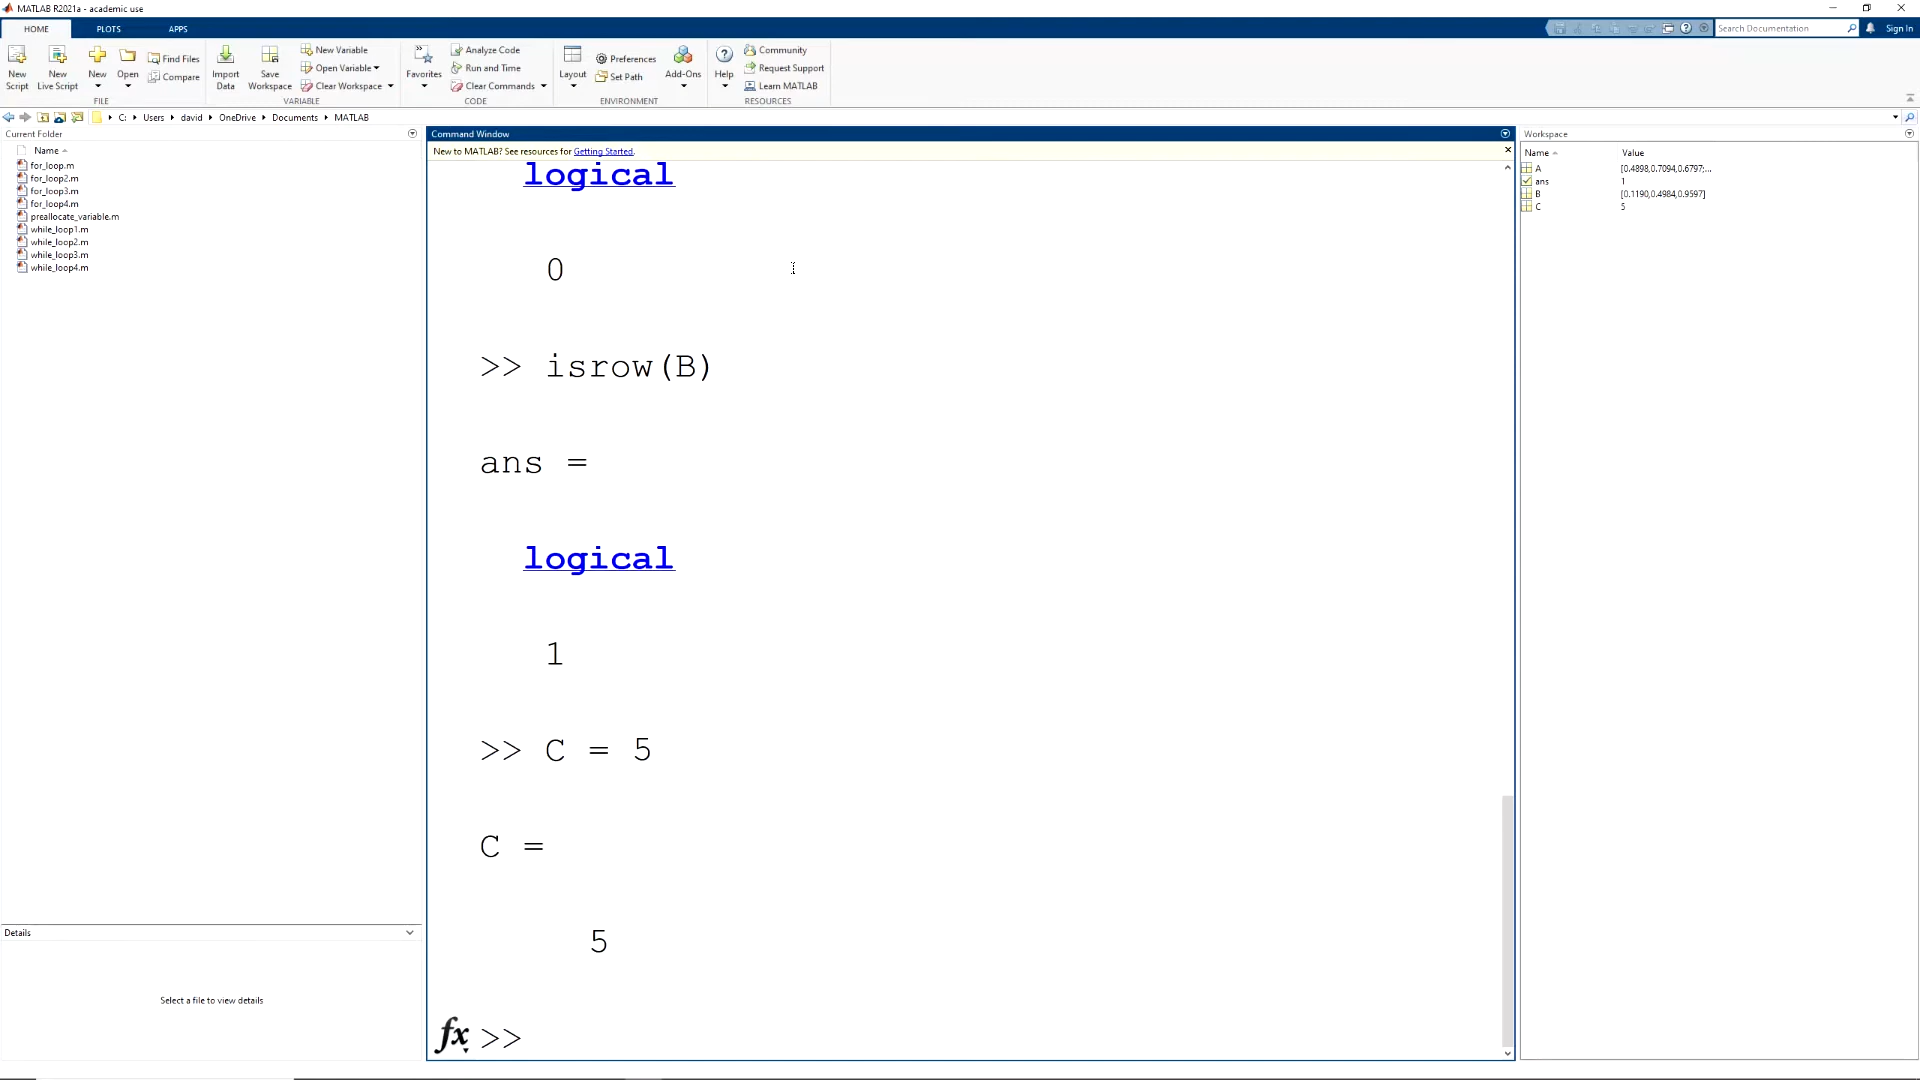 MATLAB R2021a - academic use
HOME PLOTS APPS
Search Documentation
Sign In
New Script
New Live Script
New
Open
Find Files
Compare
Import Data
Save Workspace
New Variable
Open Variable
Clear Workspace
Favorites
Analyze Code
Run and Time
Clear Commands
Layout
Preferences
Set Path
Add-Ons
Help
Community
Request Support
Learn MATLAB
FILE VARIABLE CODE ENVIRONMENT RESOURCES
C: Users david OneDrive Documents MATLAB
Current Folder
Name
for_loop.m
for_loop2.m
for_loop3.m
for_loop4.m
preallocate_variable.m
while_loop1.m
while_loop2.m
while_loop3.m
while_loop4.m
Details
Select a file to view details
Command Window
New to MATLAB? See resources for Getting Started.
logical
0
>> isrow(B)
ans =
logical
1
>> C = 5
C =
5
fx >>
Workspace
Name Value
A [0.4898,0.7094,0.6797;...
ans 1
B [0.1190,0.4984,0.9597]
C 5